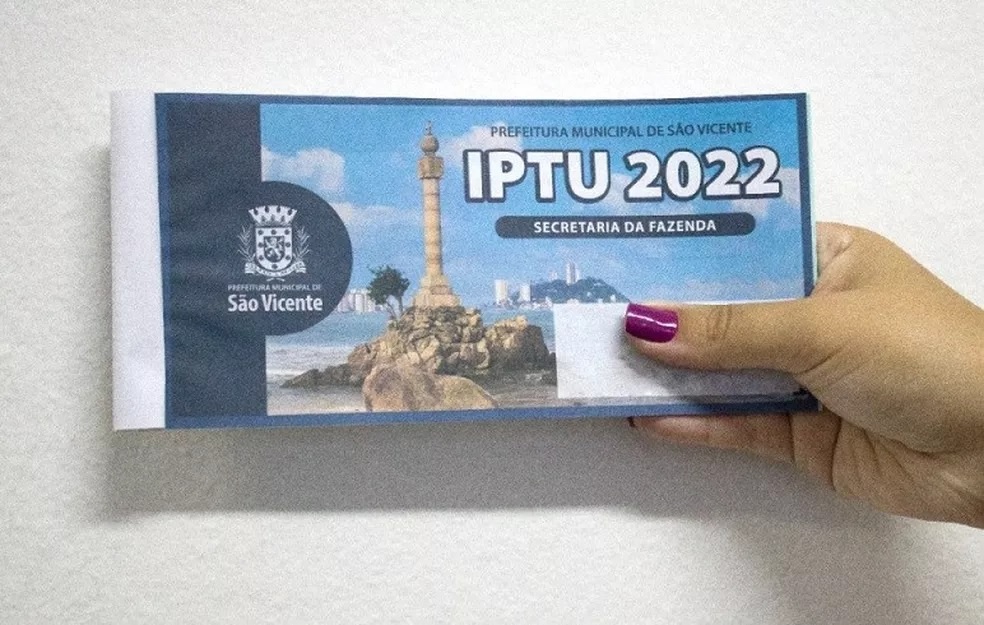 PREFEITURA MUNICIPAL DE SÃO VICENTE
IPTU 2022
SECRETARIA DA FAZENDA
PREFEITURA MUNICIPAL DE
São Vicente